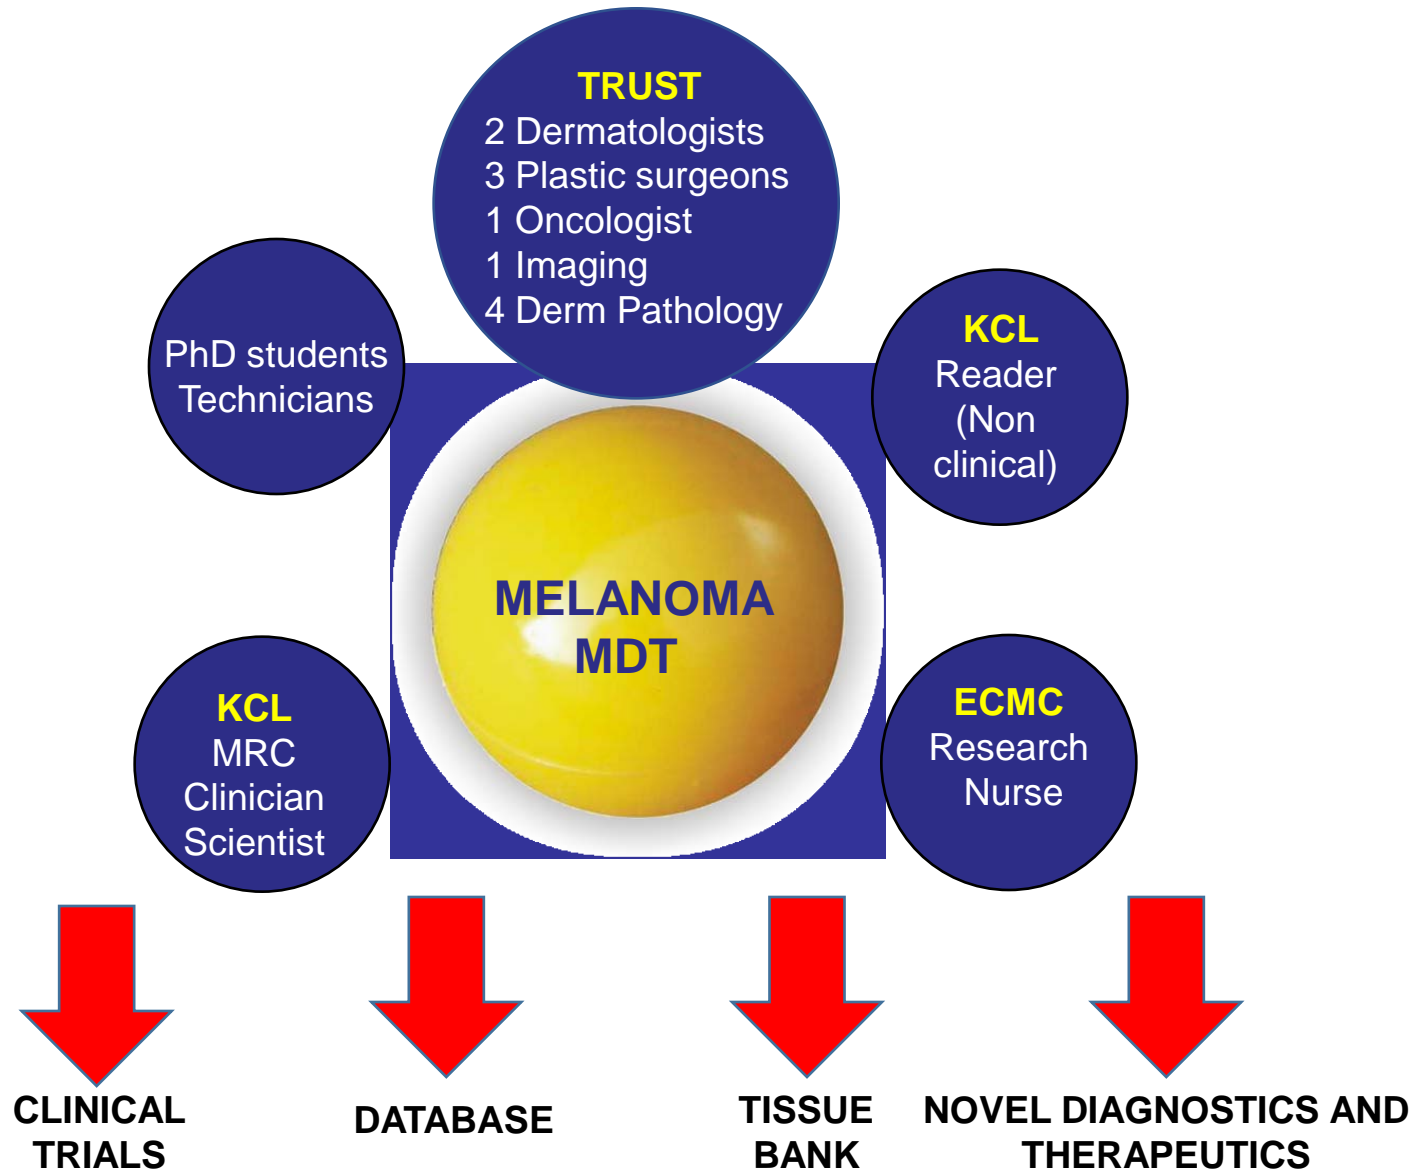 TRUST
2 Dermatologists
3 Plastic surgeons
1 Oncologist
1 Imaging
4 Derm Pathology
PhD students
Technicians
KCL
Reader
(Non
clinical)
MELANOMA
MDT
KCL
MRC
Clinician
Scientist
ECMC
Research
Nurse
CLINICAL
TRIALS
DATABASE
TISSUE
BANK
NOVEL DIAGNOSTICS AND
THERAPEUTICS